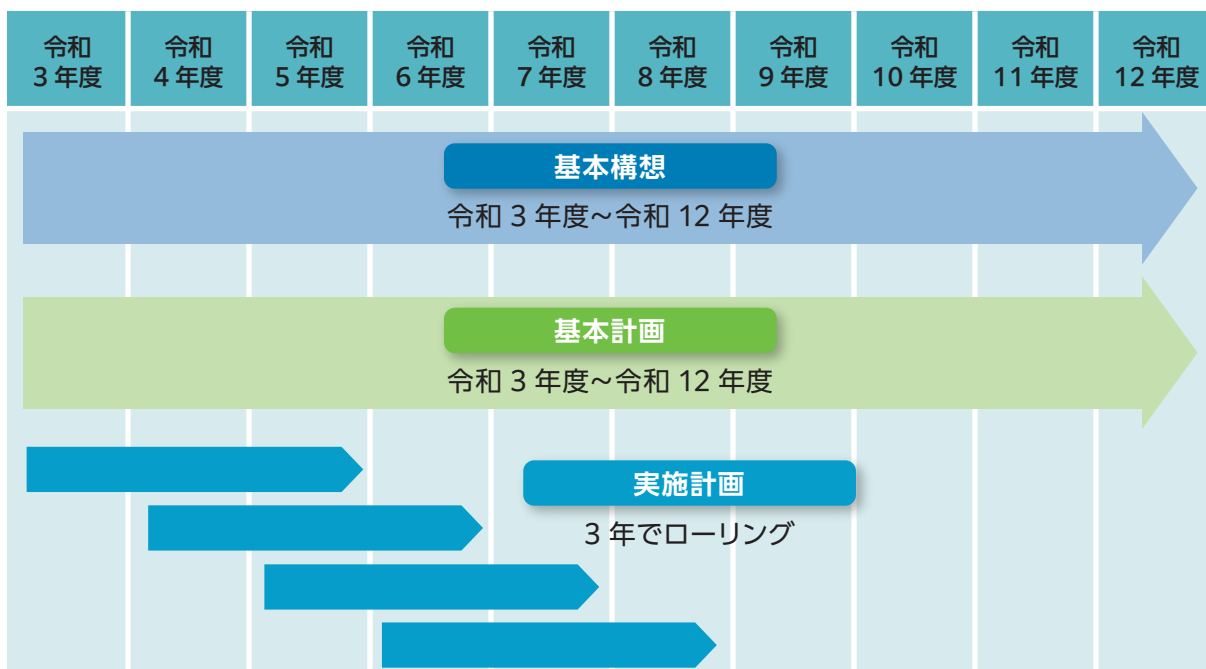 令和
3 年度
令和
4 年度
令和
5 年度
令和
6 年度
令和
7 年度
令和
8 年度
令和
9 年度
令和
10 年度
令和
11 年度
令和
12 年度
基本構想
令和 3 年度～令和 12 年度
基本計画
令和 3 年度～令和 12 年度
実施計画
3 年でローリング